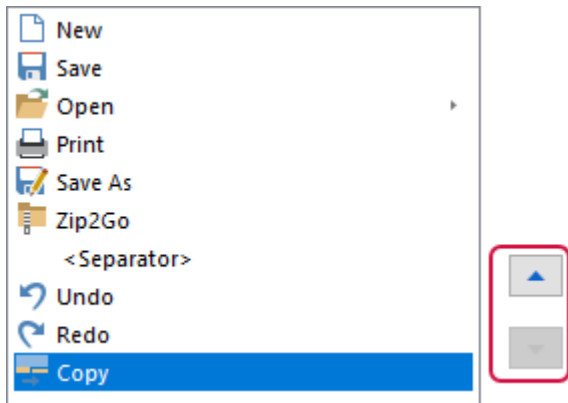 New
Save
Open
Print
Save As
Zip2Go
<Separator>
Undo
Redo
Copy